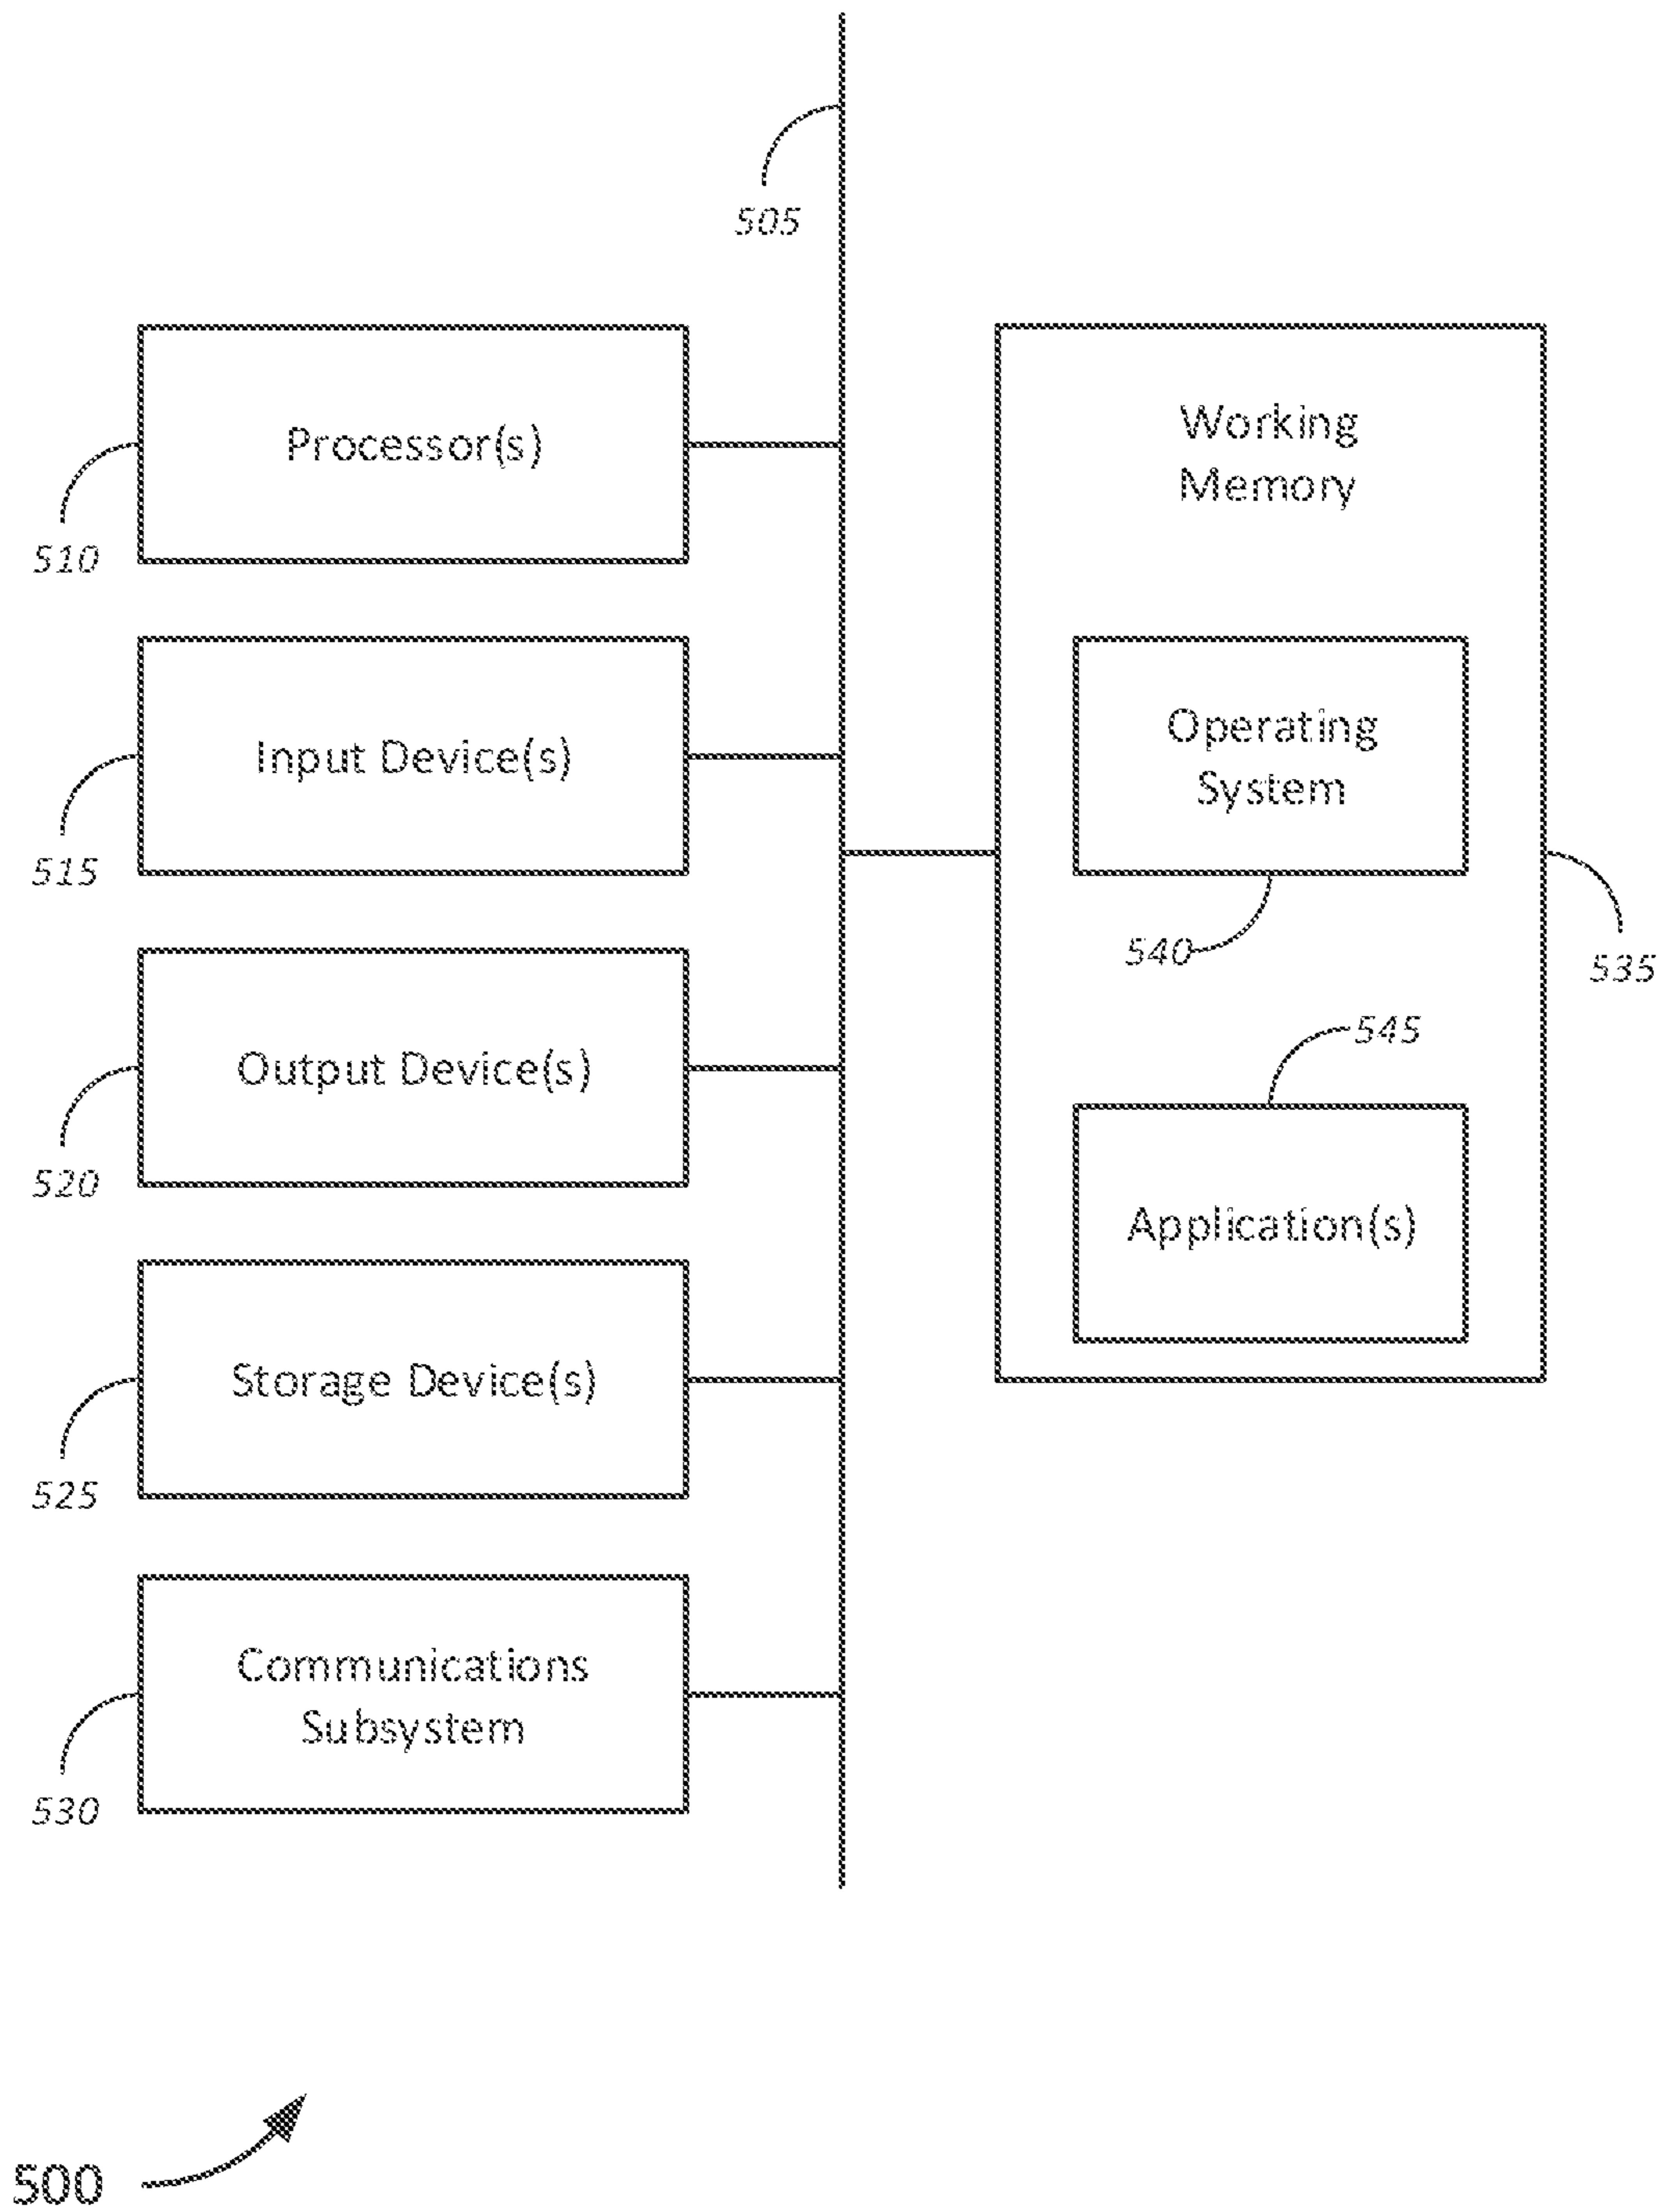 505
Processor(s)
510
Input Device(s)
515
Output Device(s)
520
Storage Device(s)
525
Communications
Subsystem
530
Working
Memory
Operating
System
540
535
545
Application(s)
500